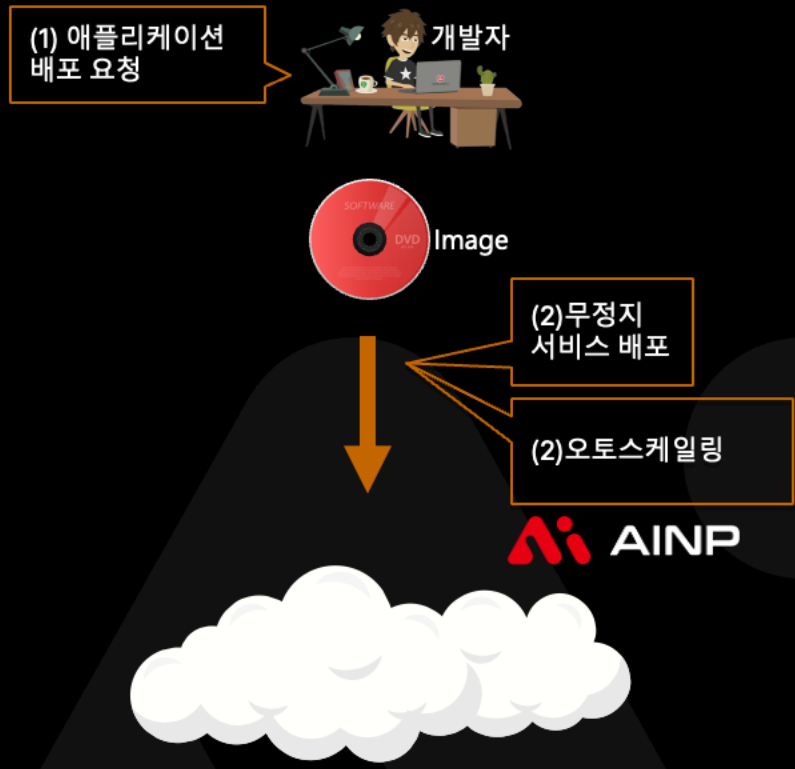 (1) 애플리케이션
배포 요청
개발자
SOFTWARE
DVD
Image
(2)무정지
서비스 배포
(2)오토스케일링
AINP